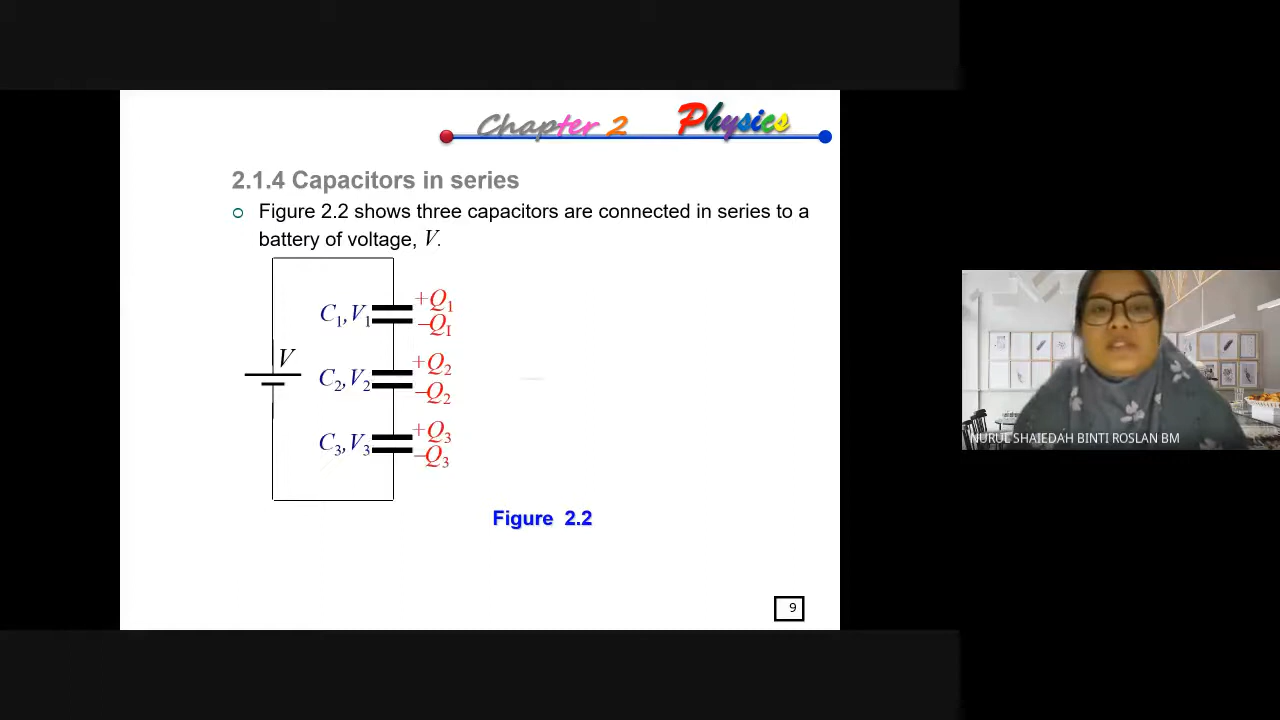 Chapter 2 Physics
2.1.4 Capacitors in series
Figure 2.2 shows three capacitors are connected in series to a
battery of voltage, V.
V
C1, V1
+Q1
−Q1
C2, V2
+Q2
−Q2
C3, V3
+Q3
−Q3
Figure 2.2
9
NURUL SHAIEDAH BINTI ROSLAN BM